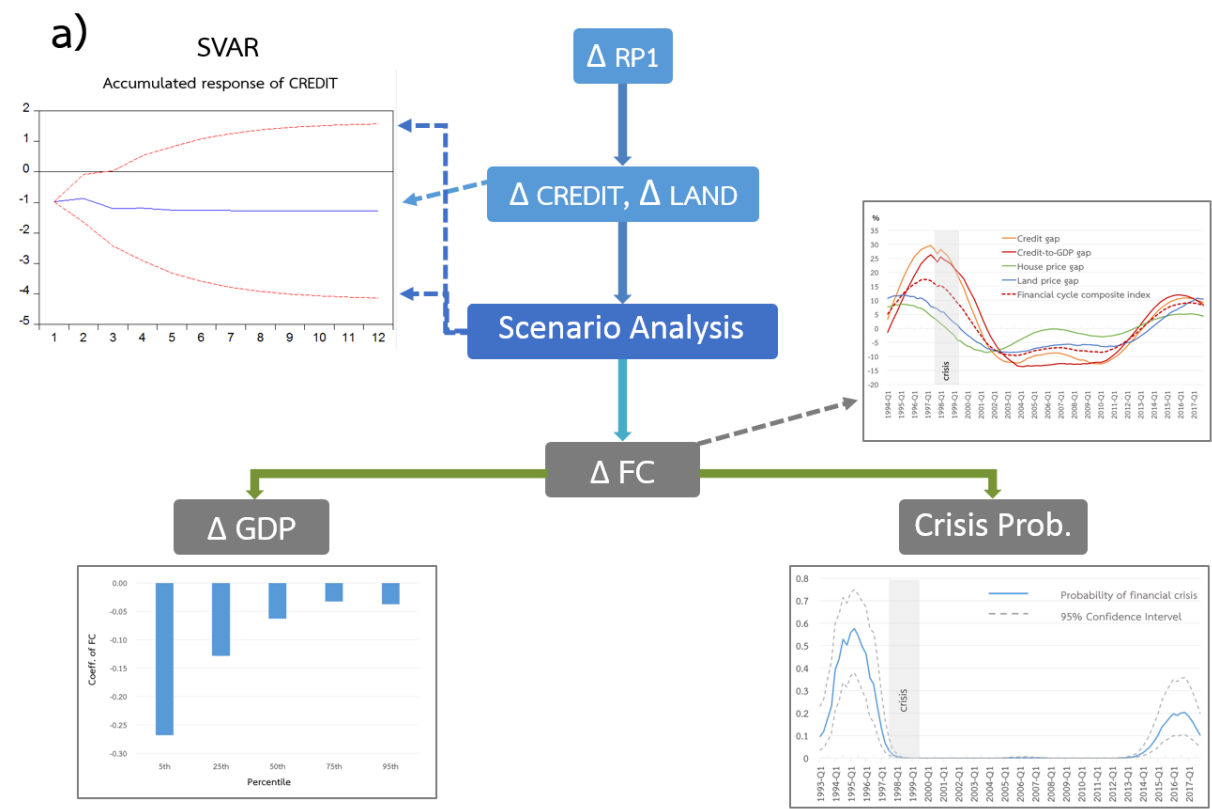 a)
SVAR
Accumulated response of CREDIT
2
1
0
-1
-2
-3
-4
-5
1 2 3 4 5 6 7 8 9 10 11 12
Δ RP1
Δ CREDIT, Δ LAND
Scenario Analysis
Δ FC
%
35
30
25
20
15
10
5
0
-5
-10
-15
-20
Credit gap
Credit-to-GDP gap
House price gap
Land price gap
Financial cycle composite index
crisis
1994-Q1 1995-Q1 1996-Q1 1997-Q1 1998-Q1 1999-Q1 2000-Q1 2001-Q1 2002-Q1 2003-Q1 2004-Q1 2005-Q1 2006-Q1 2007-Q1 2008-Q1 2009-Q1 2010-Q1 2011-Q1 2012-Q1 2013-Q1 2014-Q1 2015-Q1 2016-Q1 2017-Q1
Δ GDP
Coeff. of FC
0.00
-0.05
-0.10
-0.15
-0.20
-0.25
-0.30
5th 25th 50th 75th 95th
Percentile
Crisis Prob.
0.8
0.7
0.6
0.5
0.4
0.3
0.2
0.1
0
Probability of financial crisis
95% Confidence Intervel
crisis
1993-Q1 1994-Q1 1995-Q1 1996-Q1 1997-Q1 1998-Q1 1999-Q1 2000-Q1 2001-Q1 2002-Q1 2003-Q1 2004-Q1 2005-Q1 2006-Q1 2007-Q1 2008-Q1 2009-Q1 2010-Q1 2011-Q1 2012-Q1 2013-Q1 2014-Q1 2015-Q1 2016-Q1 2017-Q1